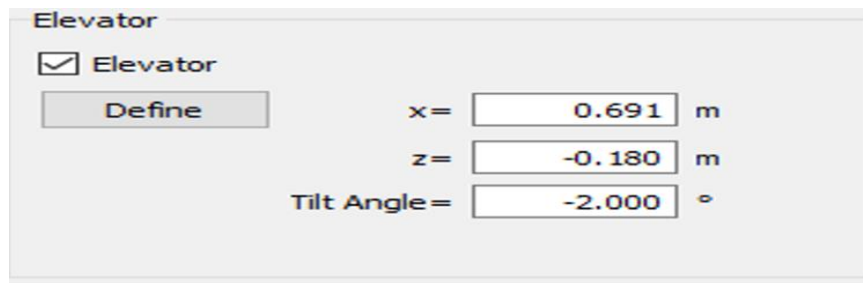 Elevator
Elevator
Define x= 0.691 m
z= -0.180 m
Tilt Angle= -2.000 °